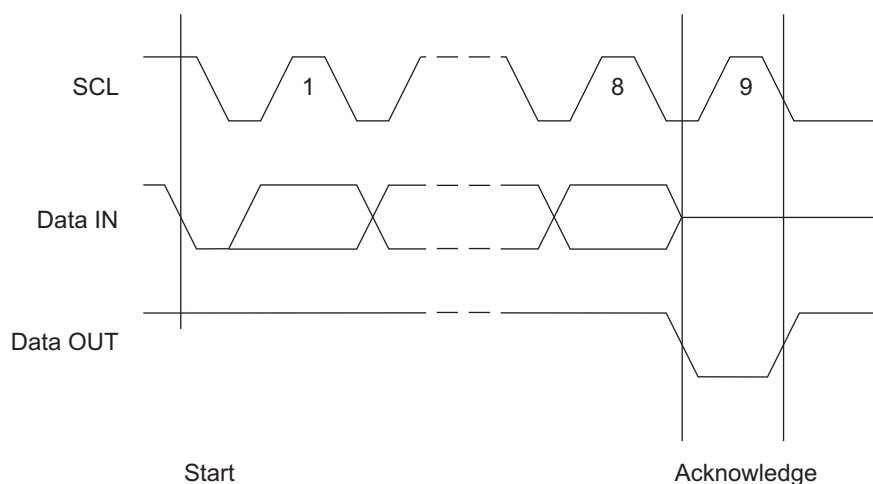 SCL
1
8
9
Data IN
Data OUT
Start
Acknowledge